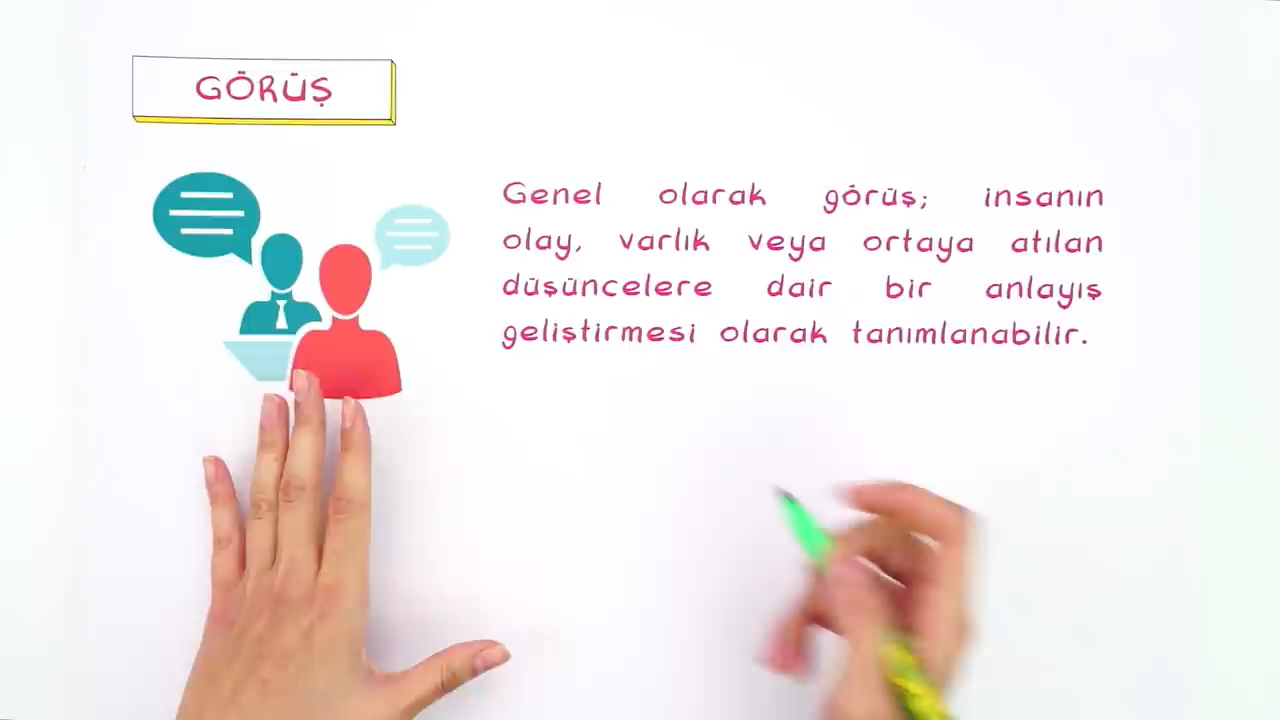 GÖRÜŞ
Genel olarak görüş; insanın
olay, varlık veya ortaya atılan
düşüncelere dair bir anlayış
geliştirmesi olarak tanımlanabilir.